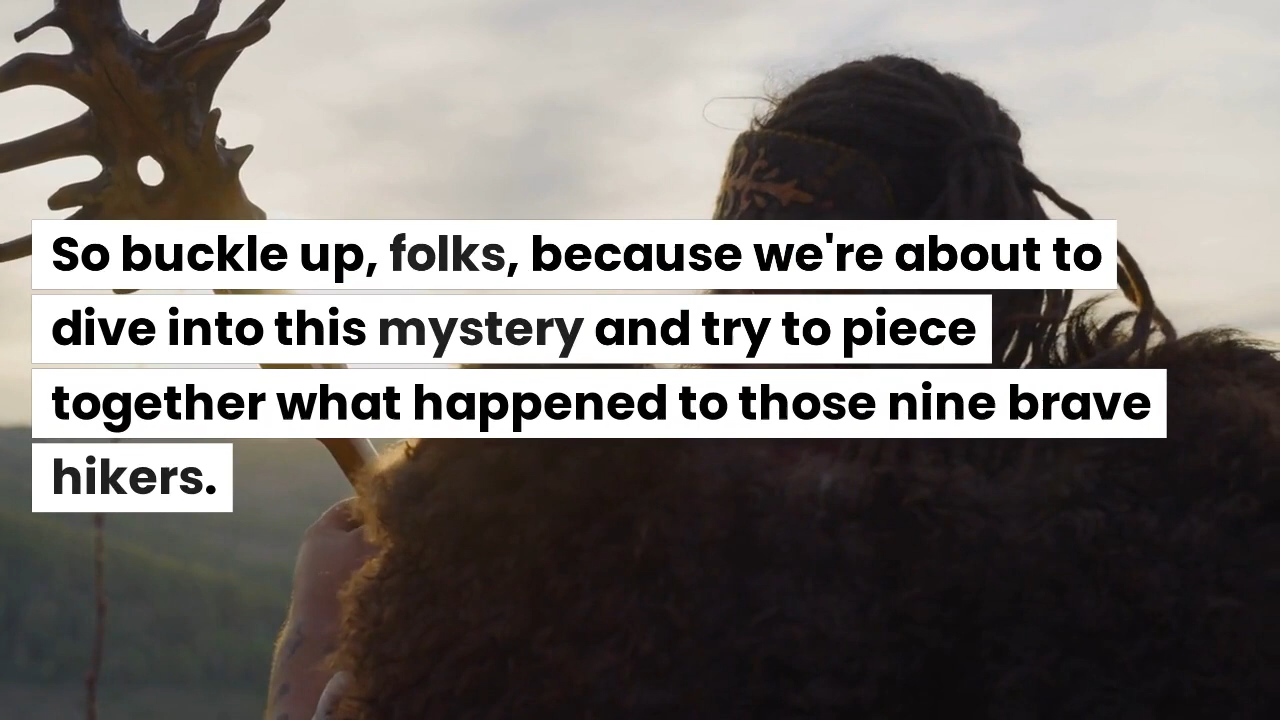 So buckle up, folks, because we're about to
dive into this mystery and try to piece
together what happened to those nine brave
hikers.